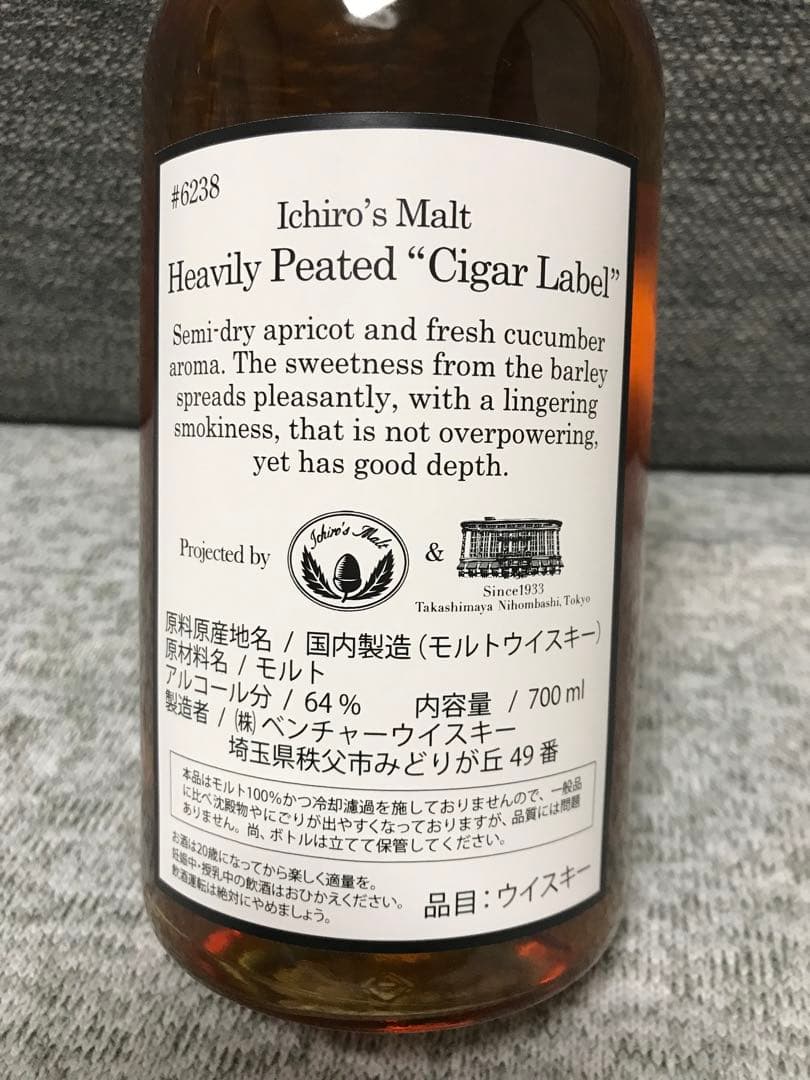 #6238
Ichiro's Malt
Heavily Peated “Cigar Label”
Semi-dry apricot and fresh cucumber
aroma. The sweetness from the barley
spreads pleasantly, with a lingering
smokiness, that is not overpowering,
yet has good depth.
Projected by
Ichiro's Malt
&
Since1933
Takashimaya Nihombashi, Tokyo
原料原産地名 / 国内製造（モルトウイスキー）
原材料名 / モルト
アルコール分 / 64 % 内容量 / 700 ml
製造者 / ㈱ ベンチャーウイスキー
埼玉県秩父市みどりが丘 49 番
本品はモルト100%かつ冷却濾過を施しておりませんので、一般品
に比べ沈殿物やにごりが出やすくなっておりますが、品質には問題
ありません。尚、ボトルは立てて保管してください。
お酒は20歳になってから楽しく適量を。
妊娠中・授乳中の飲酒はおひかえください。
飲酒運転は絶対にやめましょう。
品目：ウイスキー